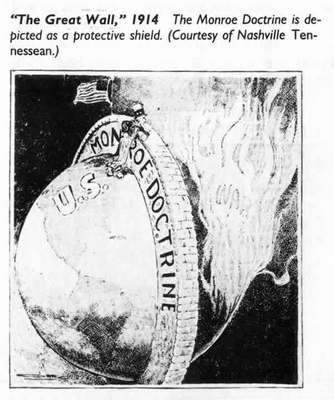 "The Great Wall," 1914 The Monroe Doctrine is de-
picted as a protective shield. (Courtesy of Nashville Ten-
nessean.)
MONROE DOCTRINE
U.S.
WAR